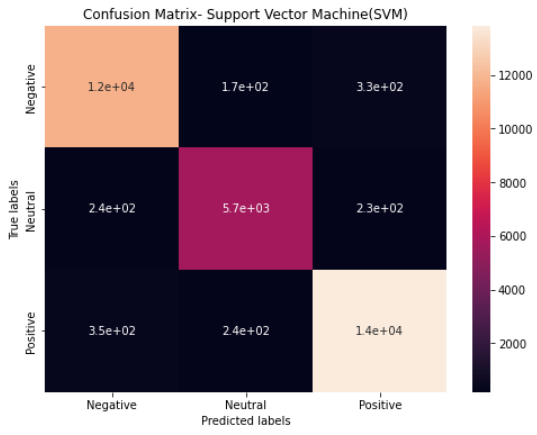 Confusion Matrix- Support Vector Machine(SVM)
True labels
Negative
1.2e+04 1.7e+02 3.3e+02
Neutral
2.4e+02 5.7e+03 2.3e+02
Positive
3.5e+02 2.4e+02 1.4e+04
Negative Neutral Positive
Predicted labels
12000
10000
8000
6000
4000
2000